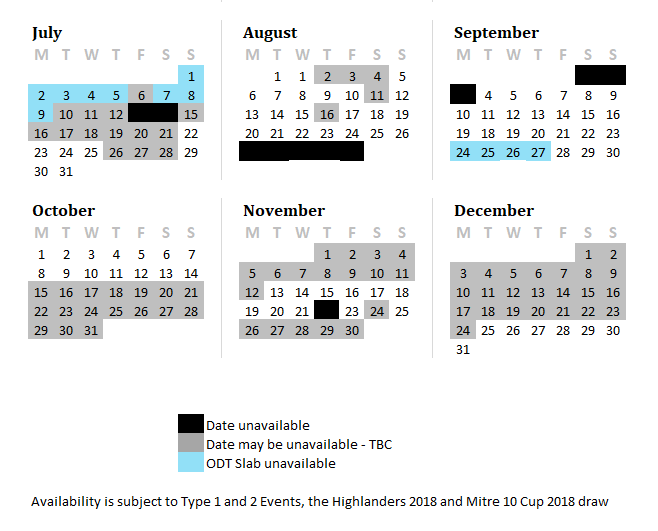 July
M T W T F S S
1
2 3 4 5 6 7 8
9 10 11 12 15
16 17 18 19 20 21 22
23 24 25 26 27 28 29
30 31
August
M T W T F S S
1 1 2 3 4 5
6 7 8 9 10 11 12
13 14 15 16 17 18 19
20 21 22 23 24 25 26
September
M T W T F S S
4 5 6 7 8 9
10 11 12 13 14 15 16
17 18 19 20 21 22 23
24 25 26 27 28 29 30
October
M T W T F S S
1 2 3 4 5 6 7
8 9 10 11 12 13 14
15 16 17 18 19 20 21
22 23 24 25 26 27 28
29 30 31
November
M T W T F S S
1 2 3 4
5 6 7 8 9 10 11
12 13 14 15 16 17 18
19 20 21 23 24 25
26 27 28 29 30
December
M T W T F S S
1 2
3 4 5 6 7 8 9
10 11 12 13 14 15 16
17 18 19 20 21 22 23
24 25 26 27 28 29 30
31
Date unavailable
Date may be unavailable - TBC
ODT Slab unavailable
Availability is subject to Type 1 and 2 Events, the Highlanders 2018 and Mitre 10 Cup 2018 draw